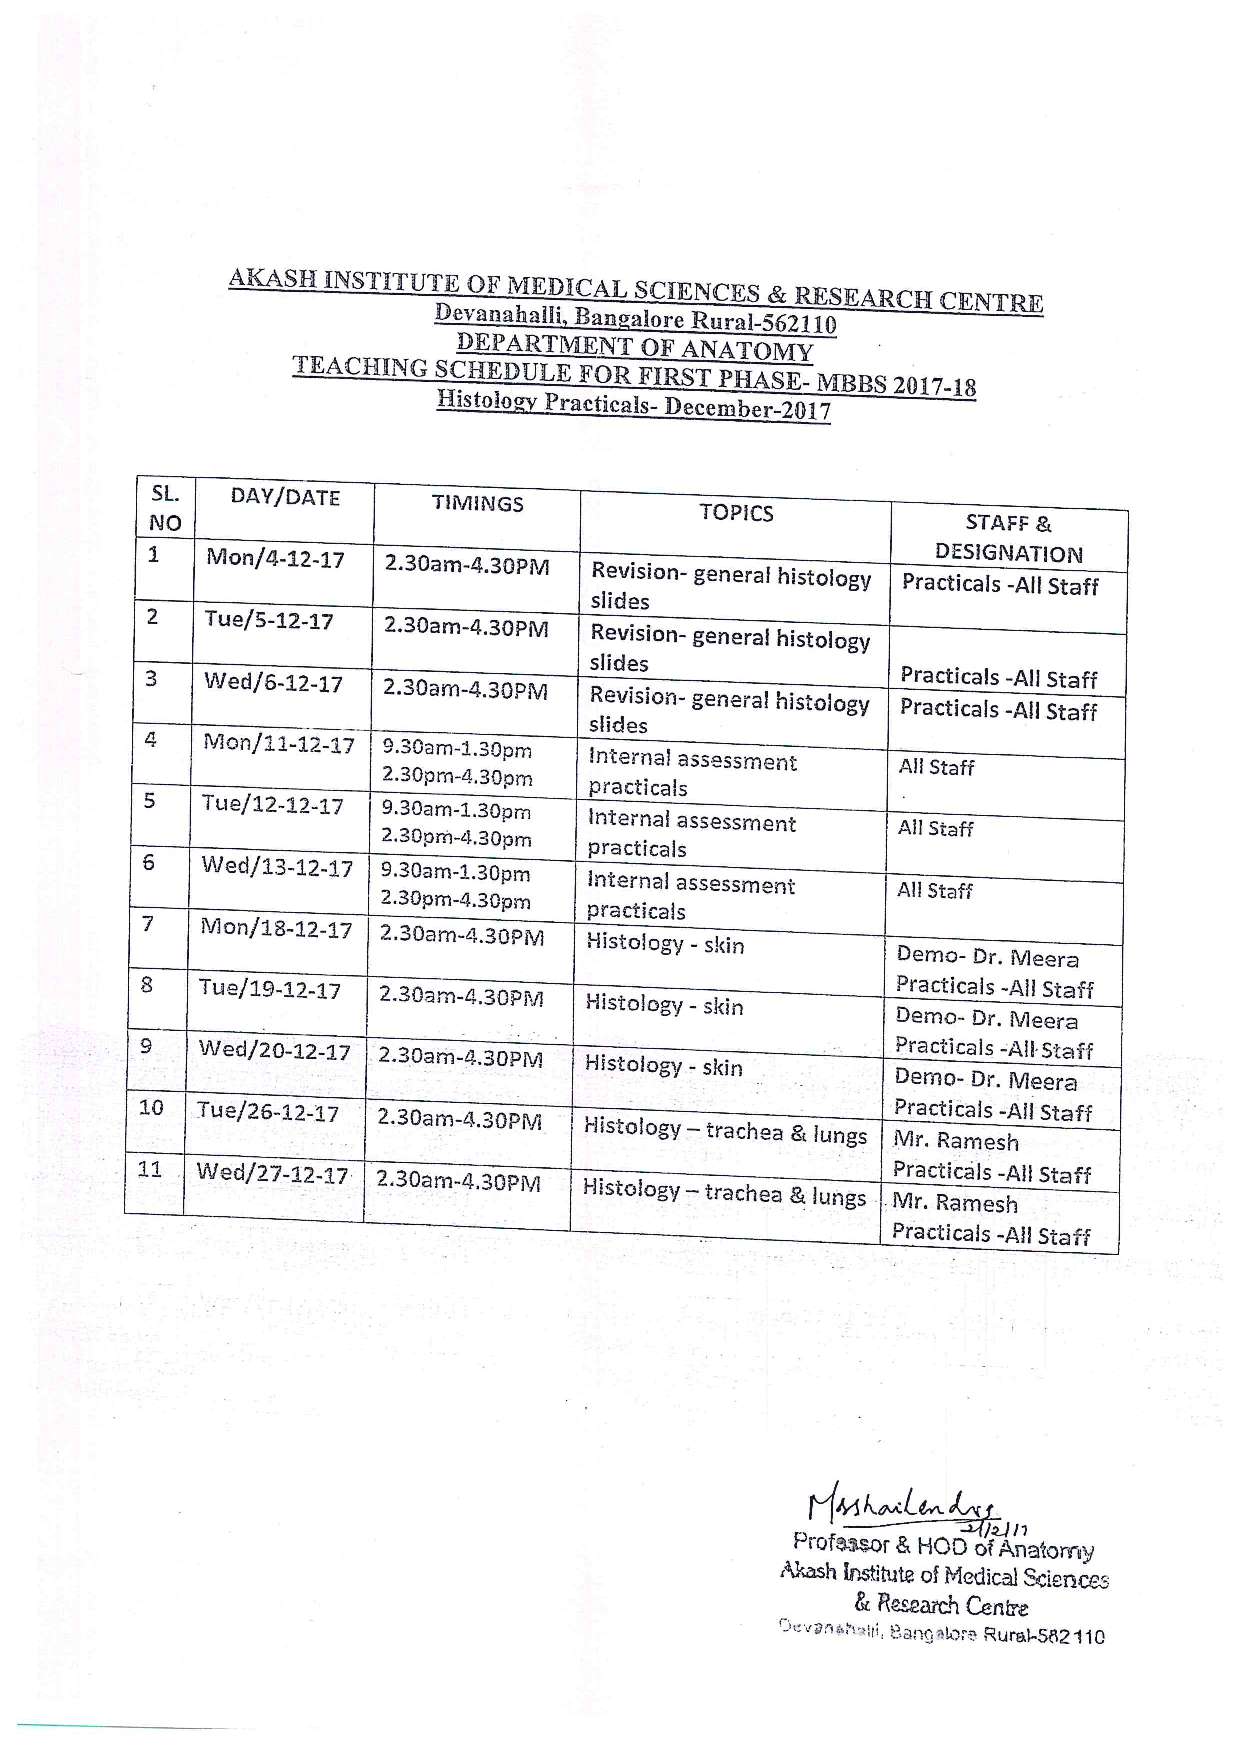 AKASH INSTITUTE OF MEDICAL SCIENCES & RESEARCH CENTRE
Devanahalli, Bangalore Rural-562110
DEPARTMENT OF ANATOMY
TEACHING SCHEDULE FOR FIRST PHASE- MBBS 2017-18
Histology Practicals- December-2017
SL. NO DAY/DATE TIMINGS TOPICS STAFF & DESIGNATION
1 Mon/4-12-17 2.30am-4.30PM Revision- general histology slides Practicals -All Staff
2 Tue/5-12-17 2.30am-4.30PM Revision- general histology slides Practicals -All Staff
3 Wed/6-12-17 2.30am-4.30PM Revision- general histology slides Practicals -All Staff
4 Mon/11-12-17 9.30am-1.30pm 2.30pm-4.30pm Internal assessment practicals All Staff
5 Tue/12-12-17 9.30am-1.30pm 2.30pm-4.30pm Internal assessment practicals All Staff
6 Wed/13-12-17 9.30am-1.30pm 2.30pm-4.30pm Internal assessment practicals All Staff
7 Mon/18-12-17 2.30am-4.30PM Histology - skin Demo- Dr. Meera Practicals -All Staff
8 Tue/19-12-17 2.30am-4.30PM Histology - skin Demo- Dr. Meera Practicals -All Staff
9 Wed/20-12-17 2.30am-4.30PM Histology - skin Demo- Dr. Meera Practicals -All Staff
10 Tue/26-12-17 2.30am-4.30PM Histology – trachea & lungs Mr. Ramesh Practicals -All Staff
11 Wed/27-12-17 2.30am-4.30PM Histology – trachea & lungs Mr. Ramesh Practicals -All Staff
Professor & HOD of Anatomy
Akash Institute of Medical Sciences
& Research Centre
Devanahalli, Bangalore Rural-562110